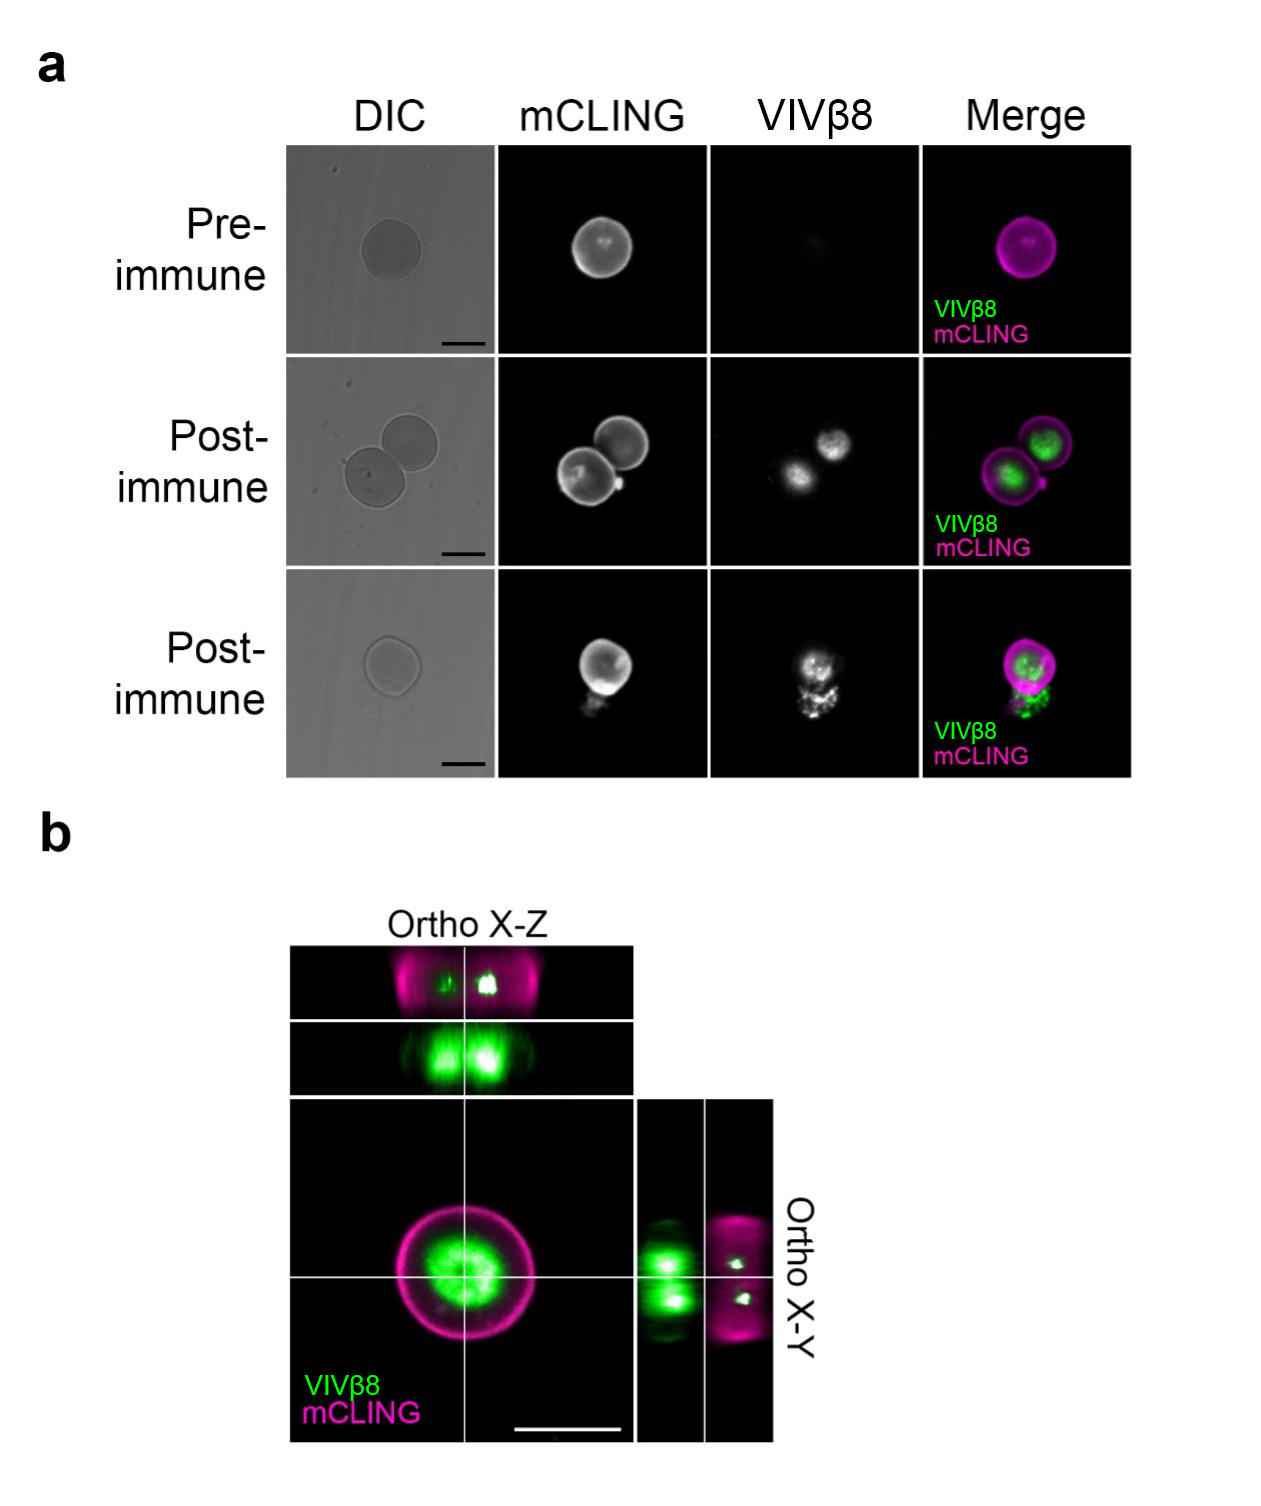 a
DIC mCLING VIVβ8 Merge
Pre-
immune
VIVβ8
mCLING
Post-
immune
VIVβ8
mCLING
Post-
immune
VIVβ8
mCLING
b
Ortho X-Z
Ortho X-Y
VIVβ8
mCLING